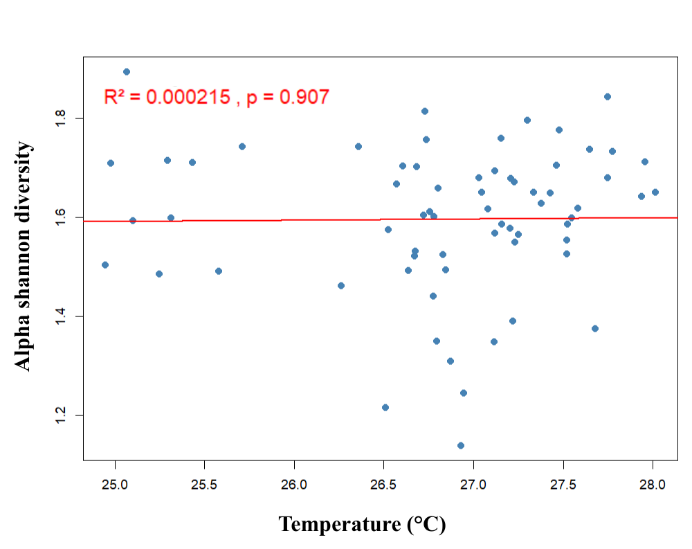 R² = 0.000215 , p = 0.907
Alpha shannon diversity
1.8
1.6
1.4
1.2
25.0 25.5 26.0 26.5 27.0 27.5 28.0
Temperature (°C)